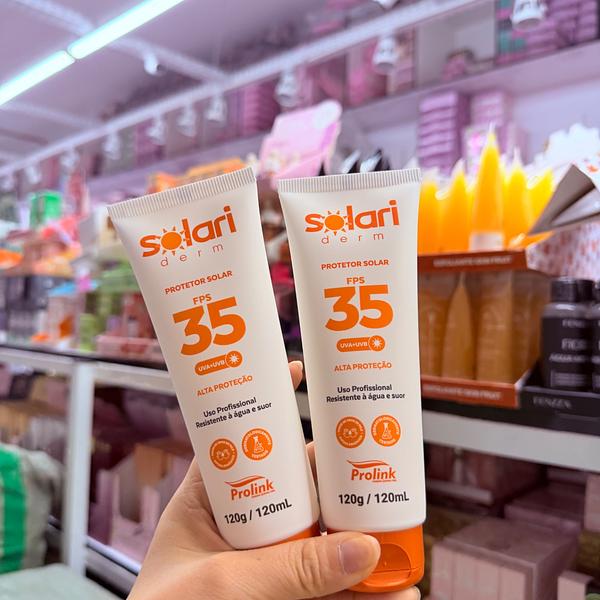 solari
derm
PROTETOR SOLAR
FPS
35
UVA+UVB
ALTA PROTEÇÃO
Uso Profissional
Resistente à água e suor
Prolink
120g / 120mL
solari
derm
PROTETOR SOLAR
FPS
35
UVA+UVB
ALTA PROTEÇÃO
Uso Profissional
Resistente à água e suor
Prolink
120g / 120mL